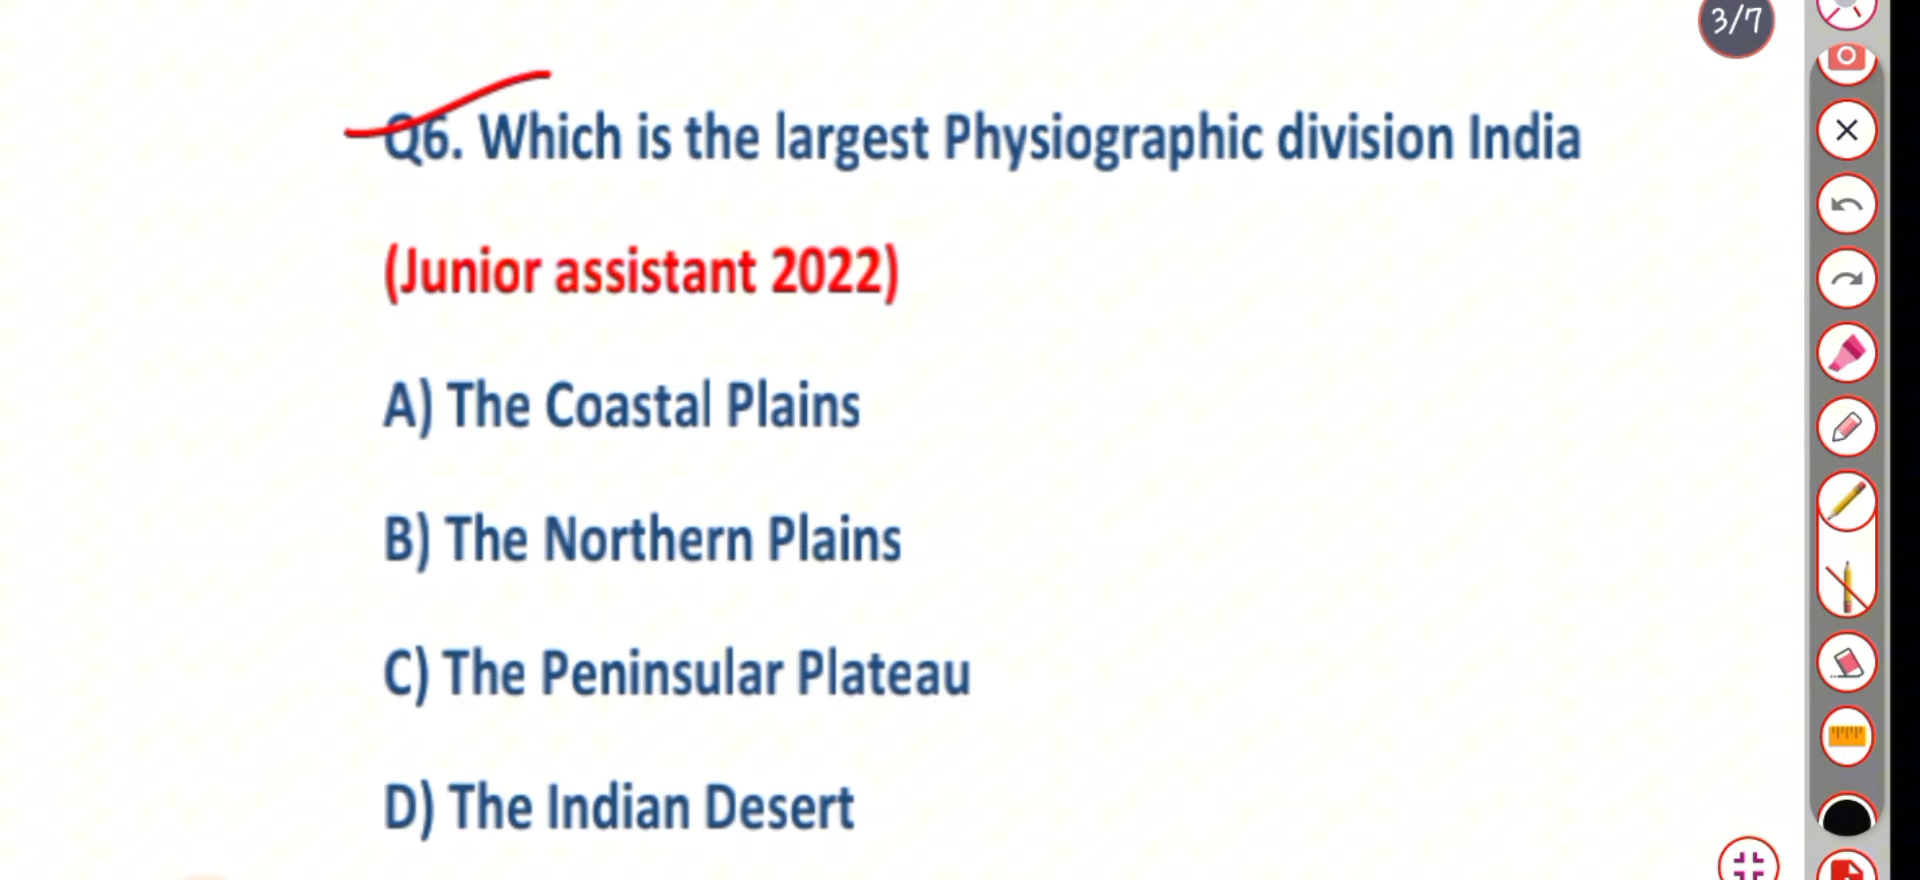 3/7
Q6. Which is the largest Physiographic division India
(Junior assistant 2022)
A) The Coastal Plains
B) The Northern Plains
C) The Peninsular Plateau
D) The Indian Desert